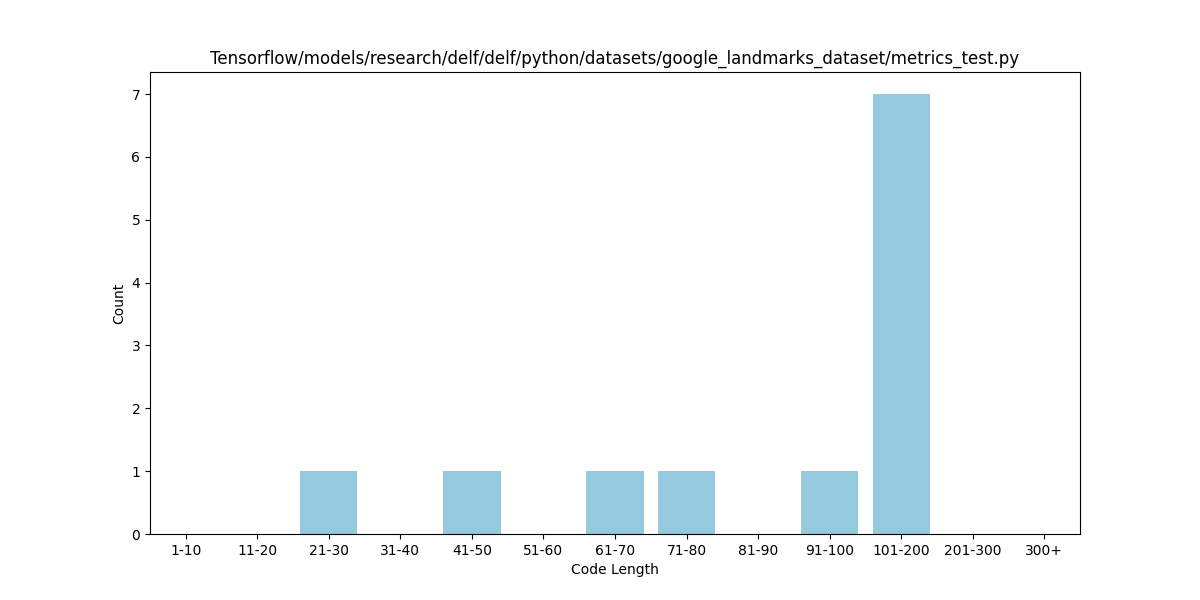 Tensorflow/models/research/delf/delf/python/datasets/google_landmarks_dataset/metrics_test.py
7
6
5
4
3
2
1
0
Count
1-10 11-20 21-30 31-40 41-50 51-60 61-70 71-80 81-90 91-100 101-200 201-300 300+
Code Length